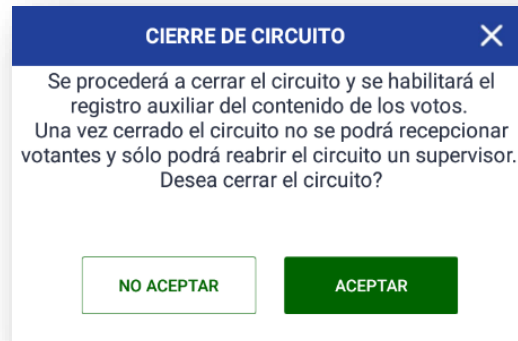 CIERRE DE CIRCUITO
Se procederá a cerrar el circuito y se habilitará el
registro auxiliar del contenido de los votos.
Una vez cerrado el circuito no se podrá recepcionar
votantes y sólo podrá reabrir el circuito un supervisor.
Desea cerrar el circuito?
NO ACEPTAR
ACEPTAR